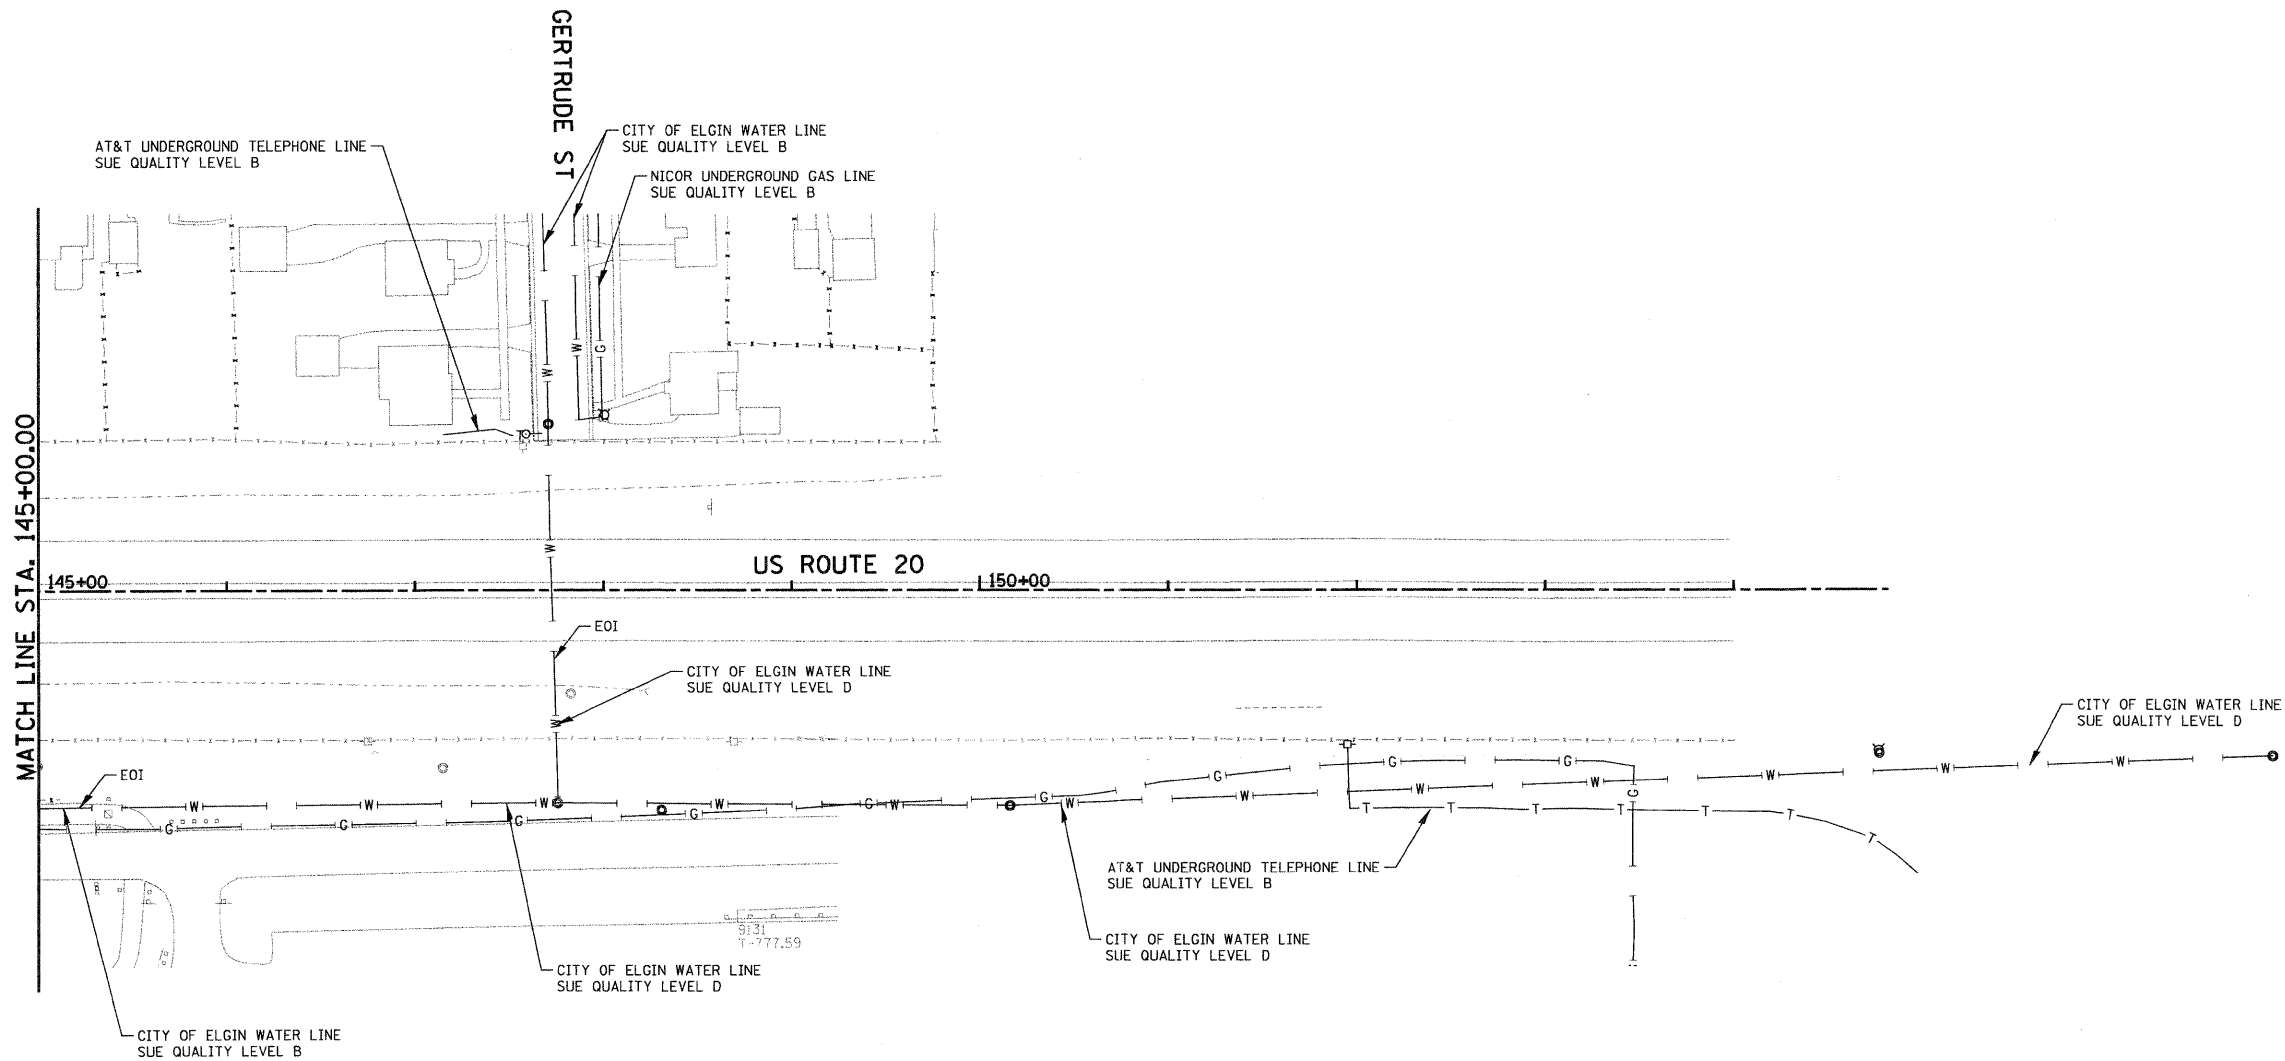 GERTRUDE ST
CITY OF ELGIN WATER LINE
SUE QUALITY LEVEL B
AT&T UNDERGROUND TELEPHONE LINE
SUE QUALITY LEVEL B
NICOR UNDERGROUND GAS LINE
SUE QUALITY LEVEL B
W
G
W
T
W
MATCH LINE STA. 145+00.00
US ROUTE 20
145+00
150+00
EOI
CITY OF ELGIN WATER LINE
SUE QUALITY LEVEL D
W
CITY OF ELGIN WATER LINE
SUE QUALITY LEVEL D
EOI
G G G
W W W W W W W W W W W
G G G G G G G
T T T T T T T
AT&T UNDERGROUND TELEPHONE LINE
SUE QUALITY LEVEL B
9131
T-777.59
CITY OF ELGIN WATER LINE
SUE QUALITY LEVEL D
CITY OF ELGIN WATER LINE
SUE QUALITY LEVEL D
CITY OF ELGIN WATER LINE
SUE QUALITY LEVEL B